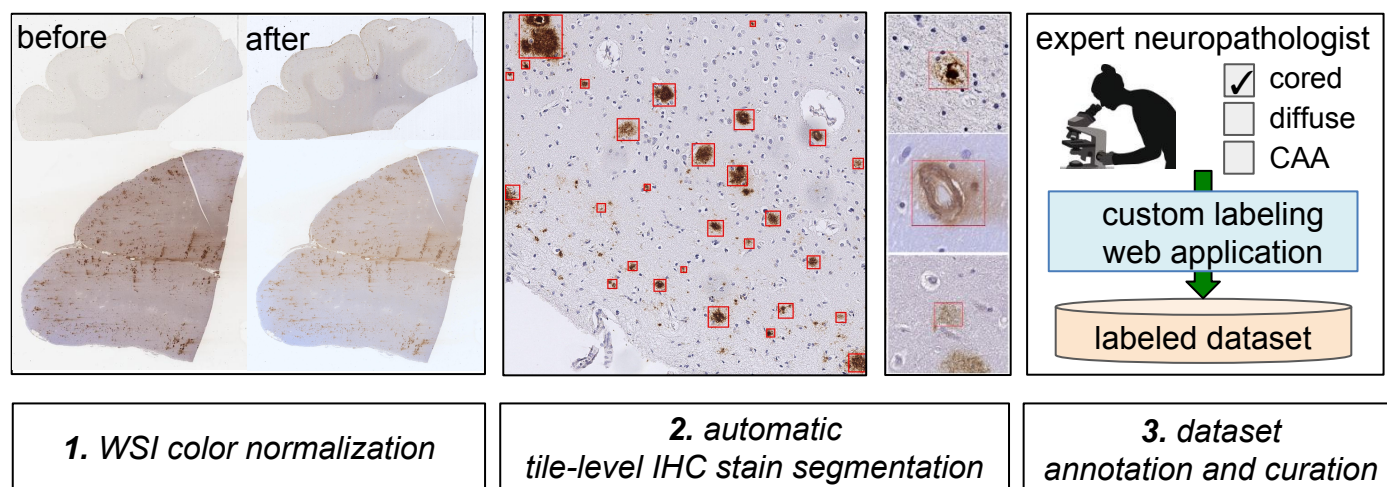 before
after
expert neuropathologist
✓ cored
diffuse
CAA
custom labeling
web application
labeled dataset
1. WSI color normalization
2. automatic
tile-level IHC stain segmentation
3. dataset
annotation and curation